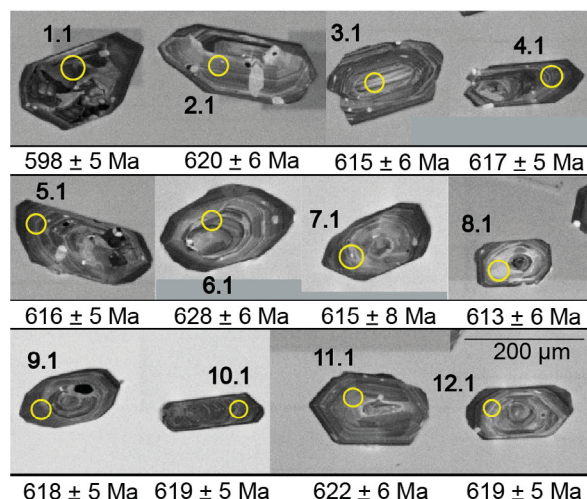 1.1
2.1
3.1
4.1
598 ± 5 Ma
620 ± 6 Ma
615 ± 6 Ma
617 ± 5 Ma
5.1
6.1
7.1
8.1
616 ± 5 Ma
628 ± 6 Ma
615 ± 8 Ma
613 ± 6 Ma
200 µm
9.1
10.1
11.1
12.1
618 ± 5 Ma
619 ± 5 Ma
622 ± 6 Ma
619 ± 5 Ma